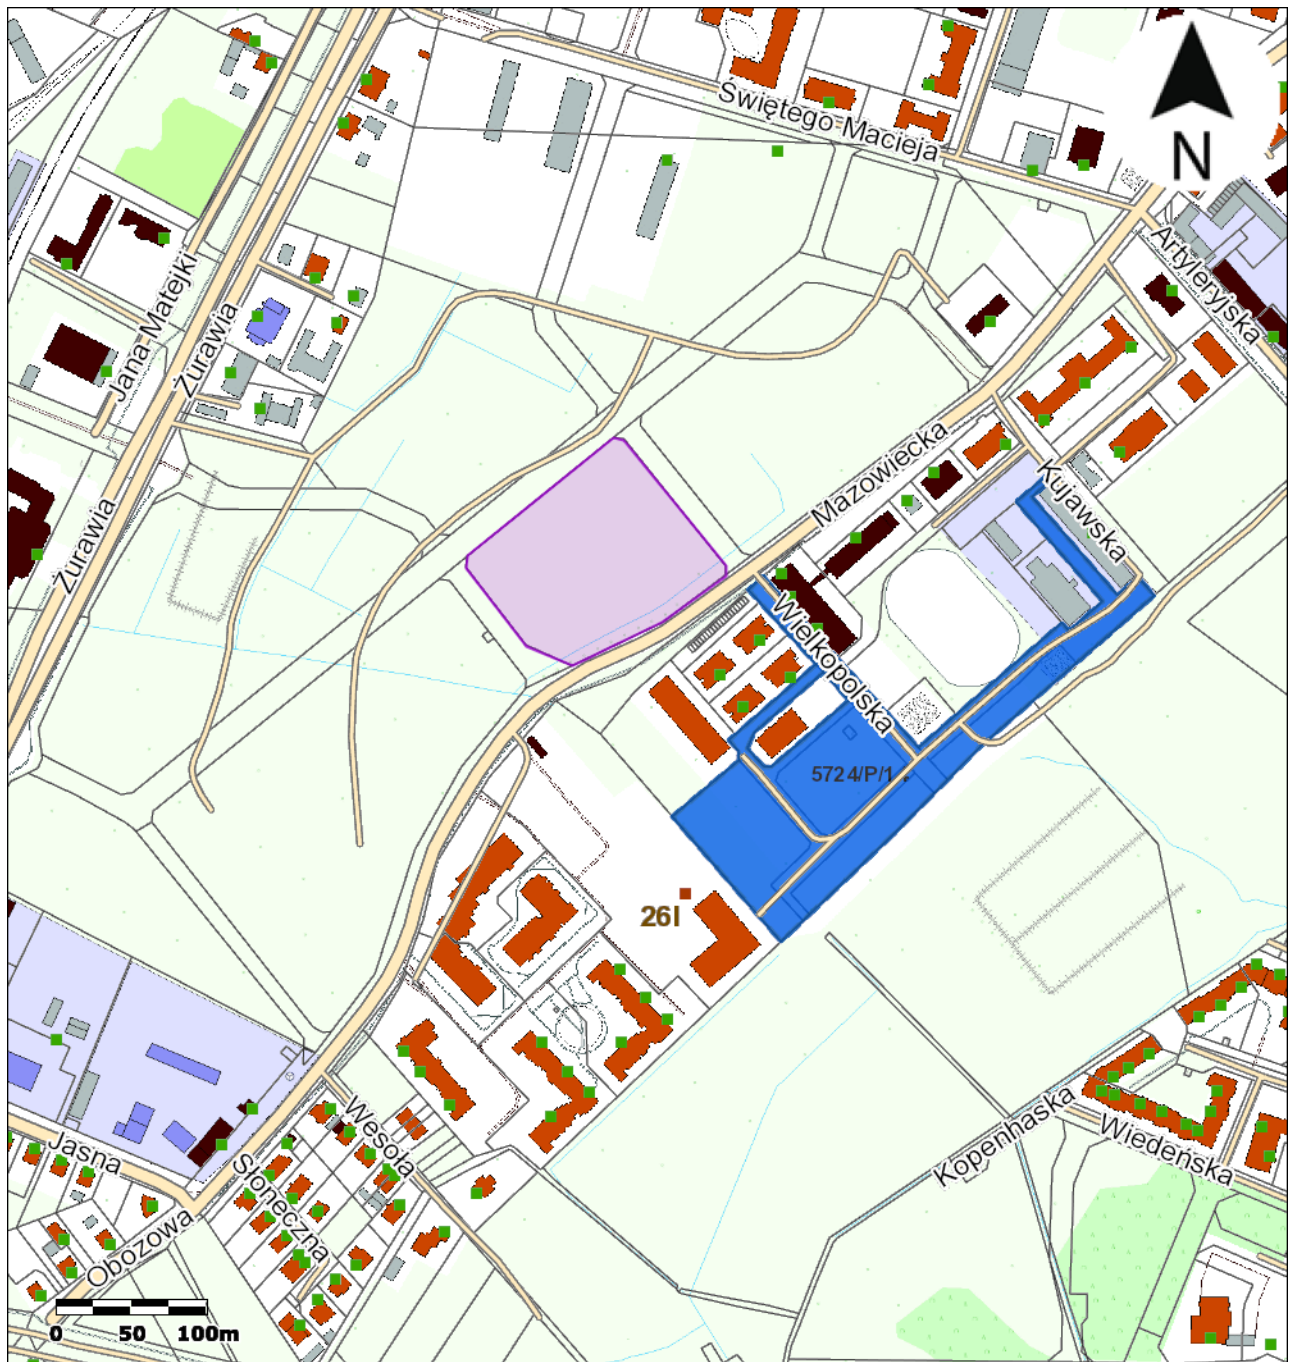 Świętego Macieja
N
Artyleryjska
Jana Matejki
Żurawia
Mazowiecka
Kujawska
Żurawia
Wielkopolska
5724/P/1
26I
Wesoła
Kopenhaska
Wiedeńska
Jasna
Słoneczna
Obozowa
0 50 100m